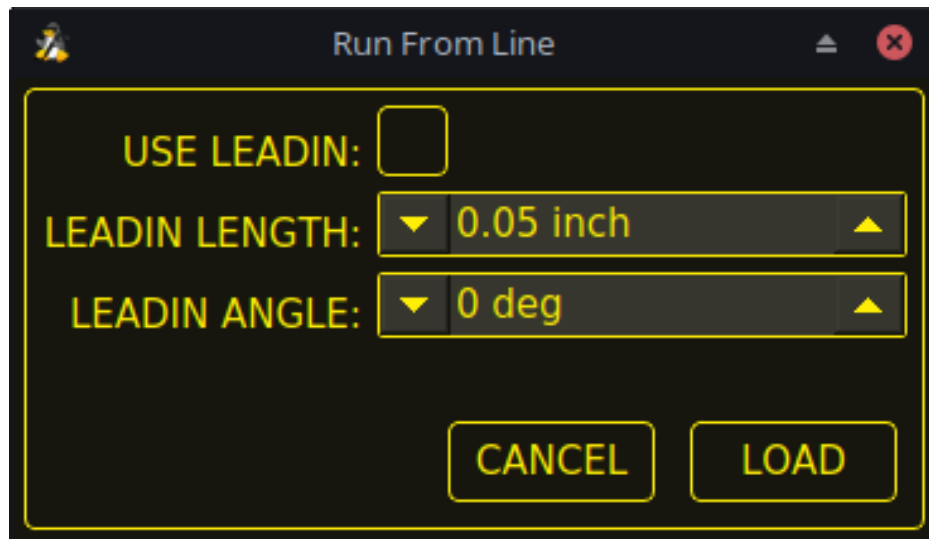 Run From Line
USE LEADIN:
LEADIN LENGTH: 0.05 inch
LEADIN ANGLE: 0 deg
CANCEL LOAD